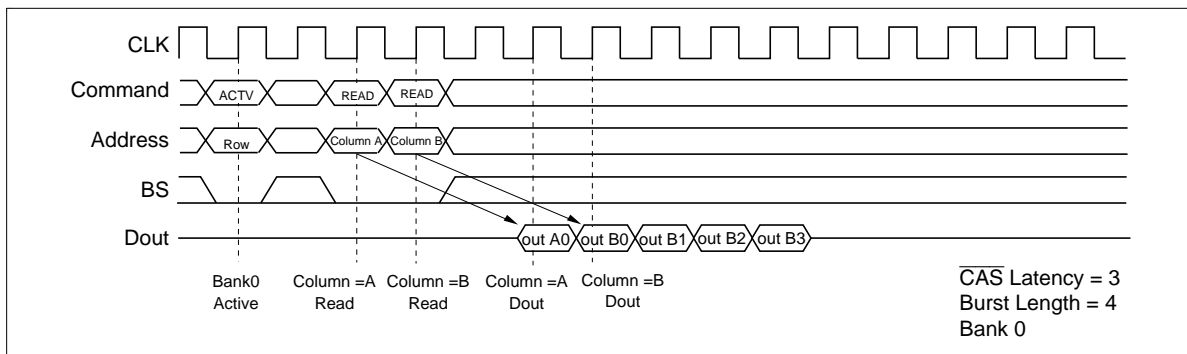 CLK
Command
ACTV
READ
READ
Address
Row
Column A
Column B
BS
Dout
out A0
out B0
out B1
out B2
out B3
Bank0
Active
Column =A
Read
Column =B
Read
Column =A
Dout
Column =B
Dout
CAS Latency = 3
Burst Length = 4
Bank 0